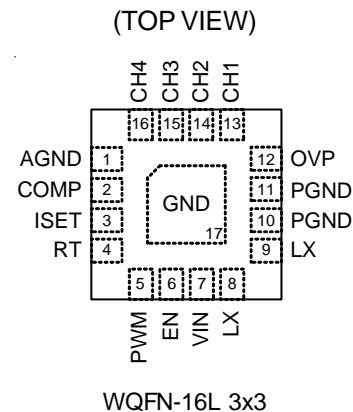 (TOP VIEW)
CH4 CH3 CH2 CH1
16 15 14 13
AGND 1 12 OVP
COMP 2 11 PGND
ISET 3 10 PGND
RT 4 9 LX
GND
17
5 6 7 8
PWM EN VIN LX
WQFN-16L 3x3